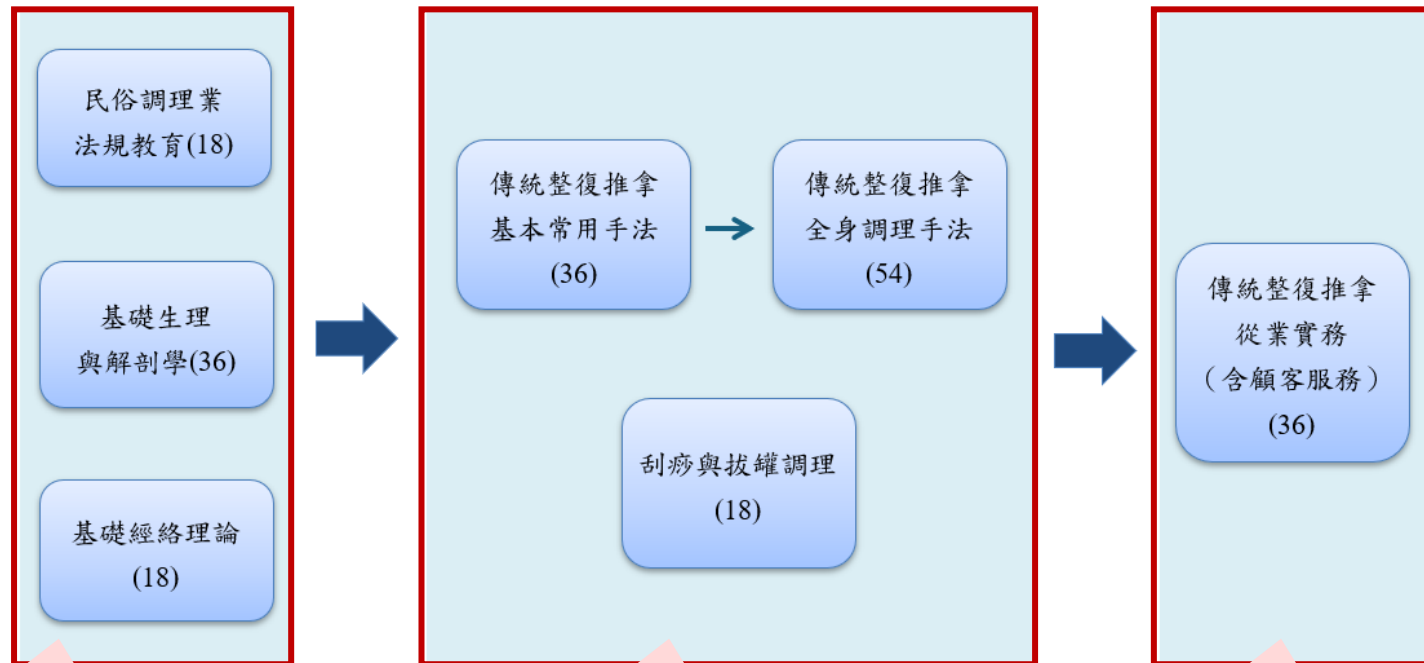 民俗調理業
法規教育(18)
基礎生理
與解剖學(36)
基礎經絡理論
(18)
傳統整復推拿
基本常用手法
(36)
傳統整復推拿
全身調理手法
(54)
刮痧與拔罐調理
(18)
傳統整復推拿
從業實務
（含顧客服務）
(36)